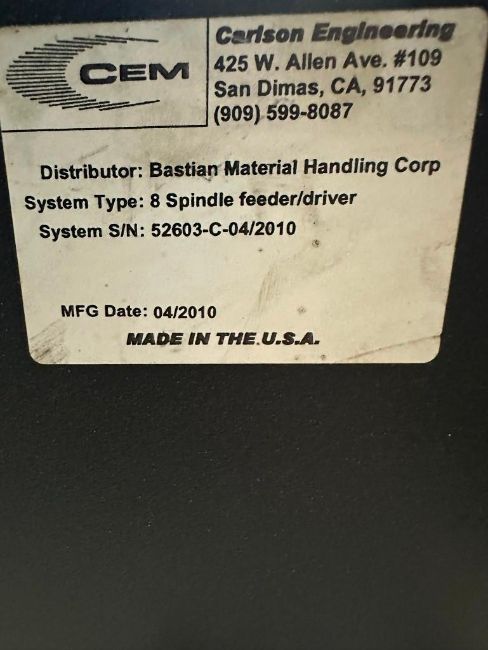 CEM
Carlson Engineering
425 W. Allen Ave. #109
San Dimas, CA, 91773
(909) 599-8087
Distributor: Bastian Material Handling Corp
System Type: 8 Spindle feeder/driver
System S/N: 52603-C-04/2010
MFG Date: 04/2010
MADE IN THE U.S.A.